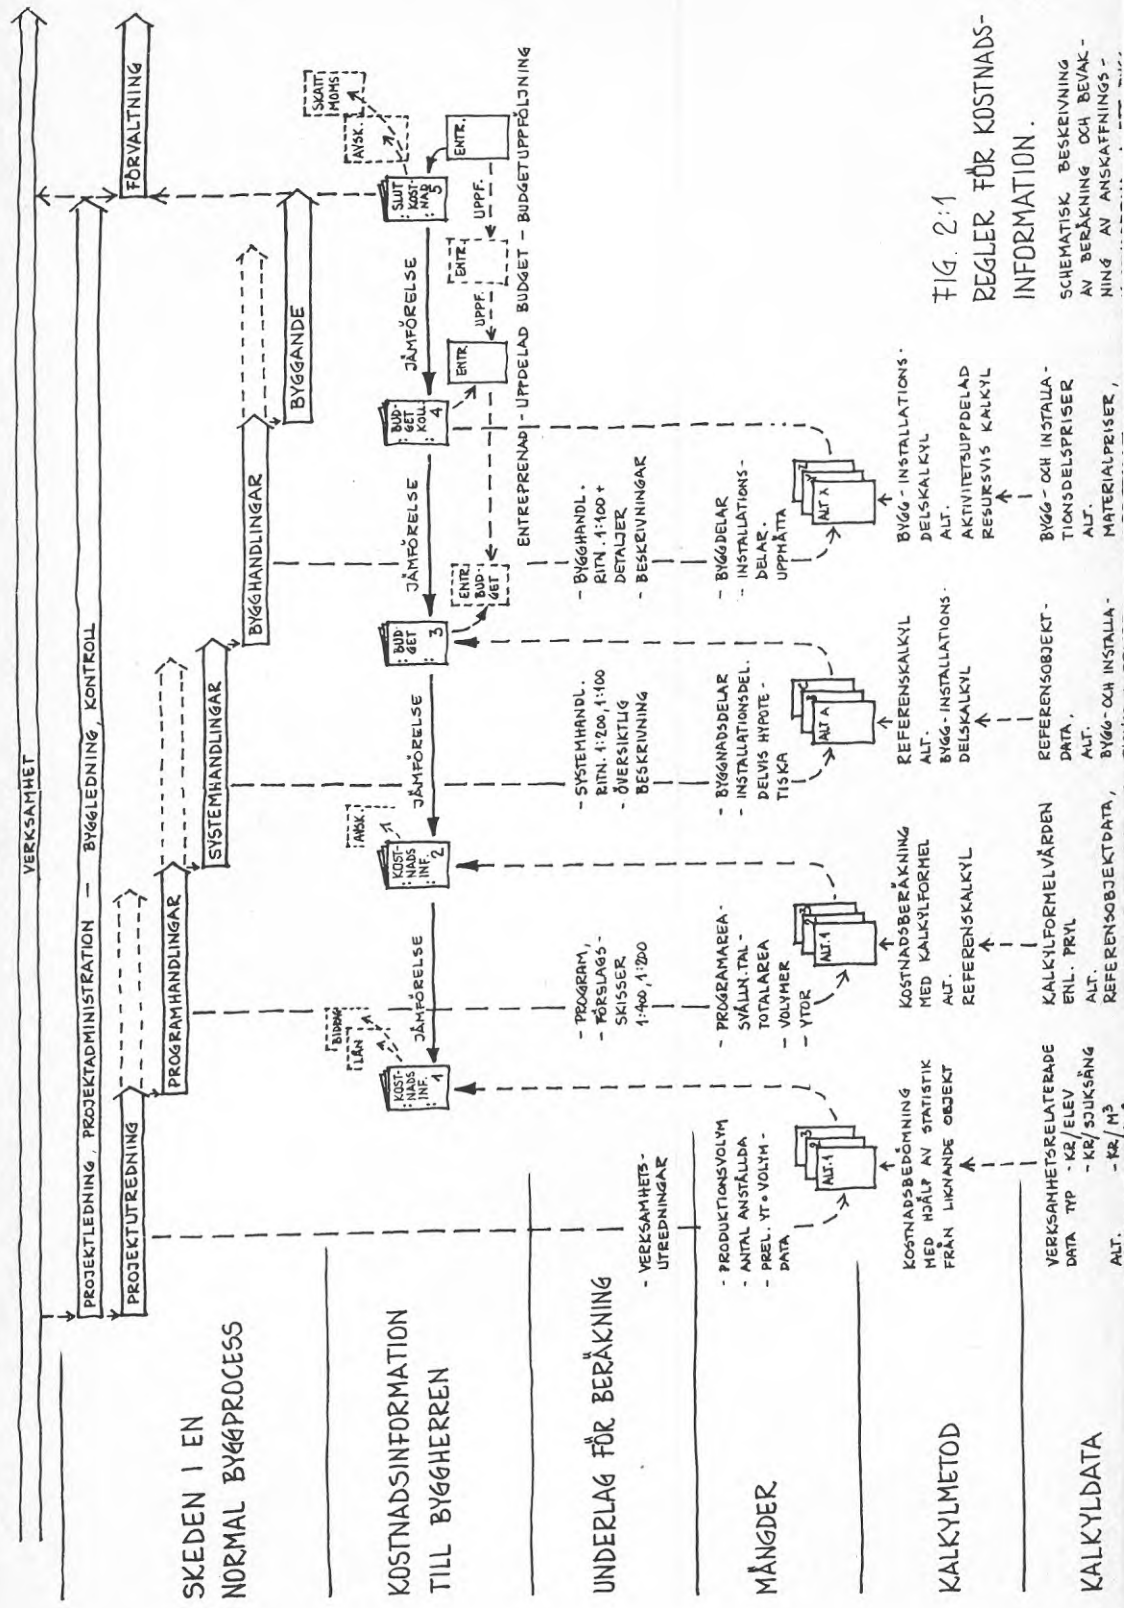 VERKSAMHET
PROJEKTLEDNING, PROJEKTADMINISTRATION — BYGGLEDNING, KONTROLL
SKEDEN I EN
NORMAL BYGGPROCESS
PROJEKTUTREDNING
PROGRAMHANDLINGAR
SYSTEMHANDLINGAR
BYGGHANDLINGAR
BYGGANDE
FÖRVALTNING
KOSTNADSINFORMATION
TILL BYGGHERREN
KOST-
NADS
INF.
1
LÅN
BIDRAG
JÄMFÖRELSE
KOST-
NADS
INF.
2
AVSK.
JÄMFÖRELSE
BUD-
GET
3
ENTR.
BUD-
GET
JÄMFÖRELSE
BUD-
GET
KOLL
4
ENTR.
UPPF.
JÄMFÖRELSE
ENTR.
UPPF.
SLUT
KOST-
NAD
5
ENTR.
AVSK.
SKATT
MOMS
ENTREPRENAD-UPPDELAD BUDGET - BUDGETUPPFÖLJNING
UNDERLAG FÖR BERÄKNING
- VERKSAMHETS-
UTREDNINGAR
- PROGRAM,
- FÖRSLAGS-
SKISSER
1:400, 1:200
- SYSTEMHANDL.
RITN. 1:200, 1:100
- ÖVERSIKTLIG
BESKRIVNING
- BYGGHANDL.
RITN. 1:100 +
DETALJER
- BESKRIVNINGAR
MÄNGDER
- PRODUKTIONSVOLYM
- ANTAL ANSTÄLLDA
- PREL. YT o VOLYM-
DATA
ALT. 1
2
3
- PROGRAMAREA-
SVÄLLN.TAL-
TOTALAREA
- VOLYMER
- YTOR
ALT. 1
2
3
- BYGGNADSDELAR
- INSTALLATIONSDEL.
DELVIS HYPOTE-
TISKA
ALT A
B
C
- BYGGDELAR
- INSTALLATIONS-
DELAR.
UPPMÄTTA
ALT X
Y
Z
KALKYLMETOD
KOSTNADSBEDÖMNING
MED HJÄLP AV STATISTIK
FRÅN LIKNANDE OBJEKT
KOSTNADSBERÄKNING
MED KALKYLFORMEL
ALT.
REFERENSKALKYL
REFERENSKALKYL
ALT.
BYGG-INSTALLATIONS-
DELSKALKYL
BYGG-INSTALLATIONS-
DELSKALKYL
ALT.
AKTIVITETSUPPDELAD
RESURSVIS KALKYL
KALKYLDATA
VERKSAMHETSRELATERADE
DATA TYP - KR/ELEV
- KR/SJUKSÄNG
ALT. - KR/M³
KALKYLFORMELVÄRDEN
ENL. PRYL
ALT.
REFERENSOBJEKTDATA,
REFERENSOBJEKT-
DATA,
ALT.
BYGG- OCH INSTALLA-
BYGG- OCH INSTALLA-
TIONSDELSPRISER
ALT.
MATERIALPRISER,
FIG. 2:1
REGLER FÖR KOSTNADS-
INFORMATION.
SCHEMATISK BESKRIVNING
AV BERÄKNING OCH BEVAK-
NING AV ANSKAFFNINGS-